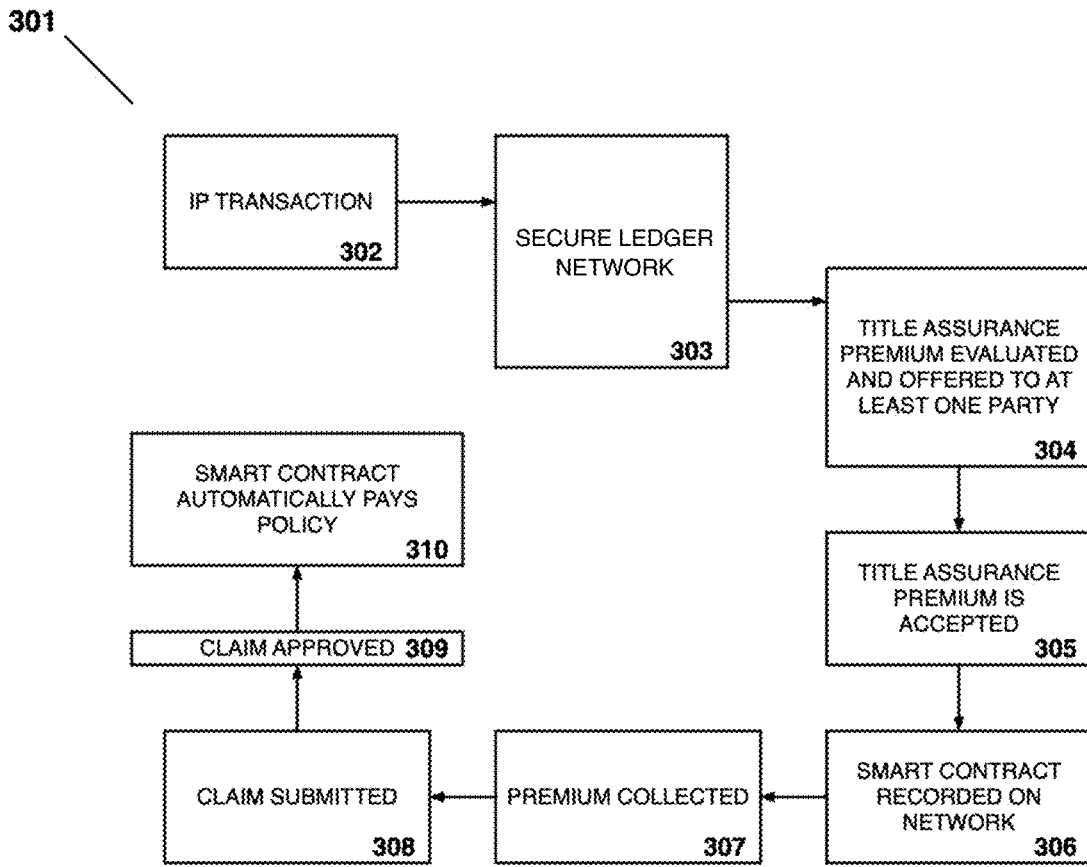 301
IP TRANSACTION
302
SECURE LEDGER
NETWORK
303
TITLE ASSURANCE
PREMIUM EVALUATED
AND OFFERED TO AT
LEAST ONE PARTY
304
TITLE ASSURANCE
PREMIUM IS
ACCEPTED
305
SMART CONTRACT
RECORDED ON
NETWORK
306
PREMIUM COLLECTED
307
CLAIM SUBMITTED
308
CLAIM APPROVED 309
SMART CONTRACT
AUTOMATICALLY PAYS
POLICY
310